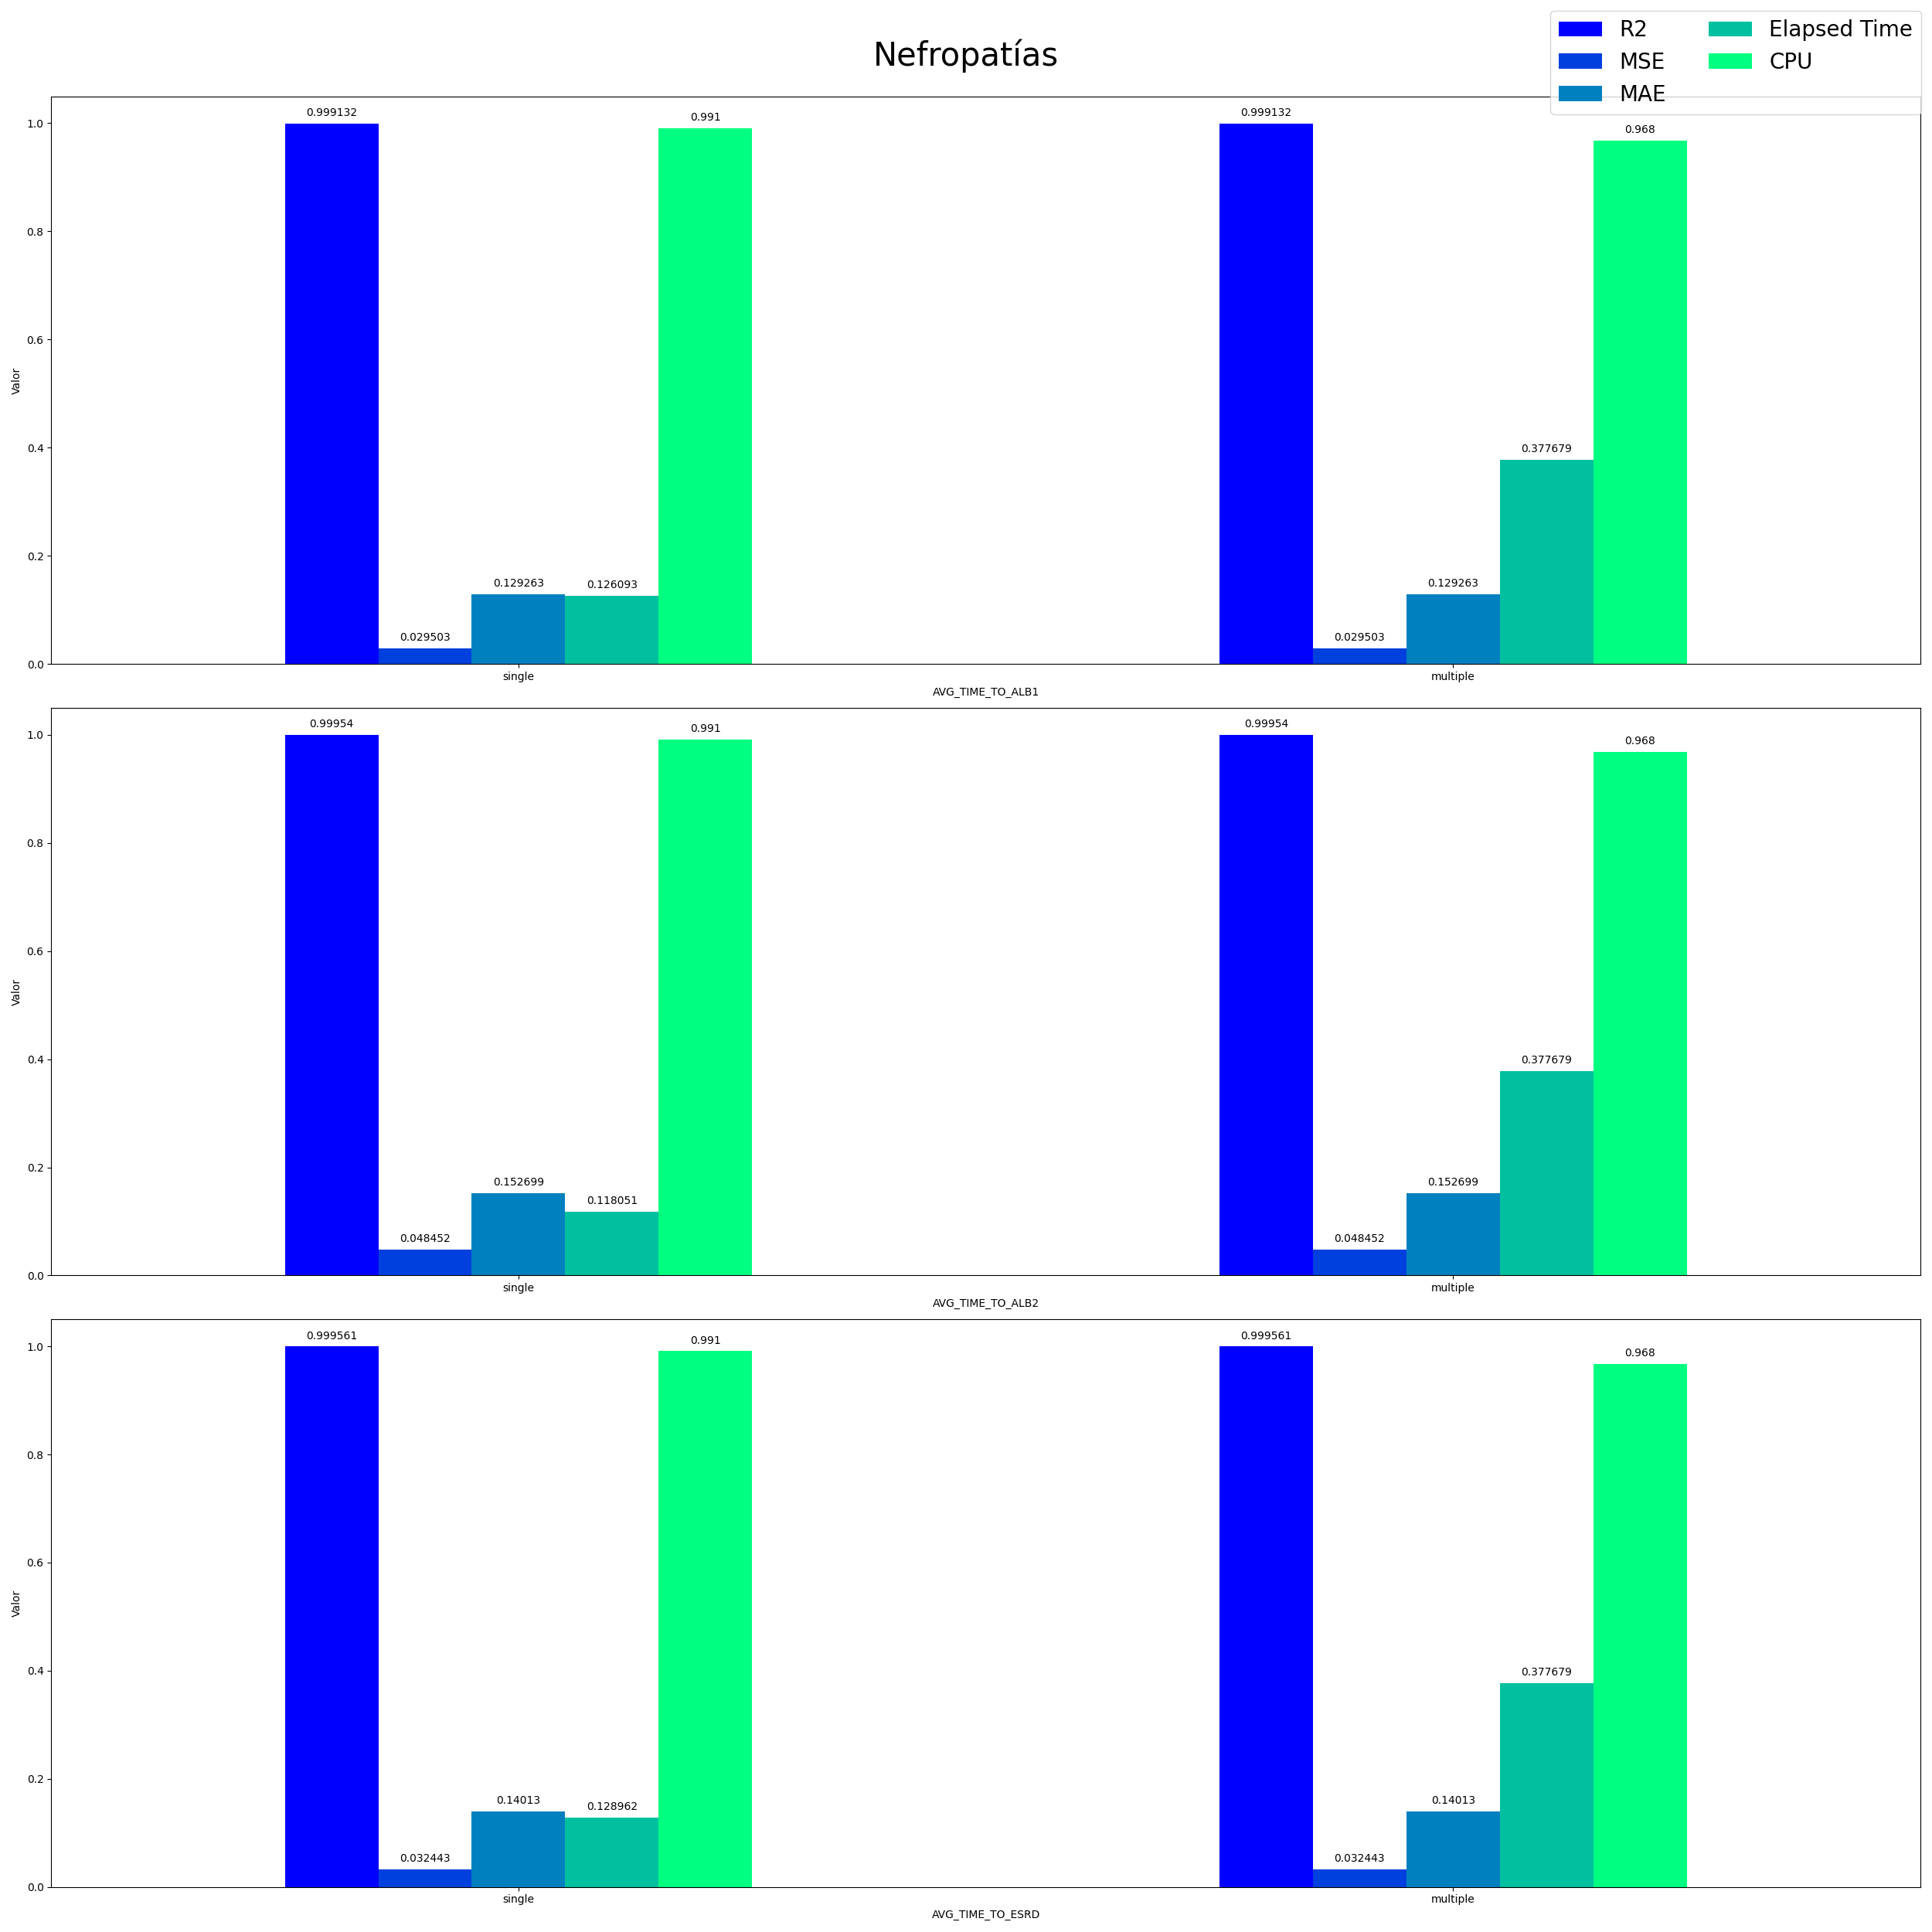 Nefropatías
R2
MSE
MAE
Elapsed Time
CPU
0.999132
0.029503
0.129263
0.126093
0.991
0.999132
0.029503
0.129263
0.377679
0.968
1.0
0.8
0.6
0.4
0.2
0.0
Valor
single
multiple
AVG_TIME_TO_ALB1
0.99954
0.048452
0.152699
0.118051
0.991
0.99954
0.048452
0.152699
0.377679
0.968
1.0
0.8
0.6
0.4
0.2
0.0
Valor
single
multiple
AVG_TIME_TO_ALB2
0.999561
0.032443
0.14013
0.128962
0.991
0.999561
0.032443
0.14013
0.377679
0.968
1.0
0.8
0.6
0.4
0.2
0.0
Valor
single
multiple
AVG_TIME_TO_ESRD